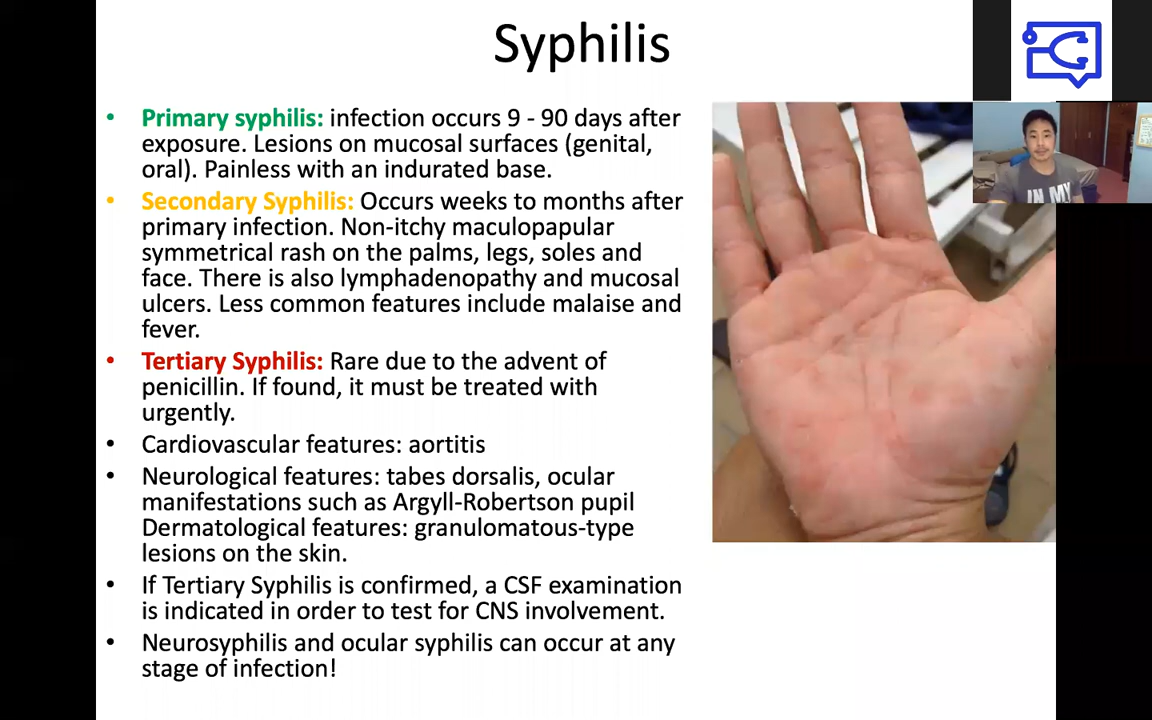 Syphilis
• Primary syphilis: infection occurs 9 - 90 days after
exposure. Lesions on mucosal surfaces (genital,
oral). Painless with an indurated base.
• Secondary Syphilis: Occurs weeks to months after
primary infection. Non-itchy maculopapular
symmetrical rash on the palms, legs, soles and
face. There is also lymphadenopathy and mucosal
ulcers. Less common features include malaise and
fever.
• Tertiary Syphilis: Rare due to the advent of
penicillin. If found, it must be treated with
urgently.
• Cardiovascular features: aortitis
• Neurological features: tabes dorsalis, ocular
manifestations such as Argyll-Robertson pupil
Dermatological features: granulomatous-type
lesions on the skin.
• If Tertiary Syphilis is confirmed, a CSF examination
is indicated in order to test for CNS involvement.
• Neurosyphilis and ocular syphilis can occur at any
stage of infection!
IN MY